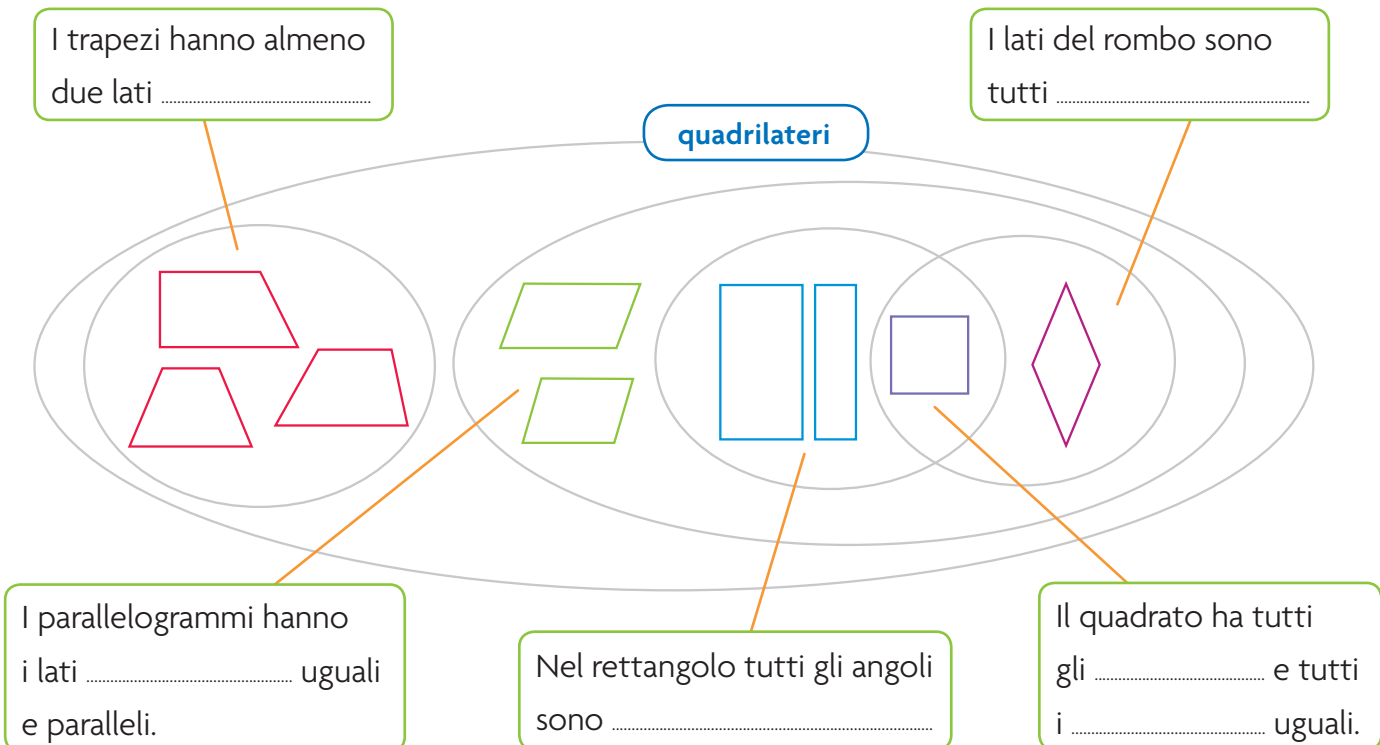 I trapezi hanno almeno
due lati ........................
I lati del rombo sono
tutti ........................
quadrilateri
I parallelogrammi hanno
i lati ........................ uguali
e paralleli.
Nel rettangolo tutti gli angoli
sono ........................
Il quadrato ha tutti
gli ........................ e tutti
i ........................ uguali.